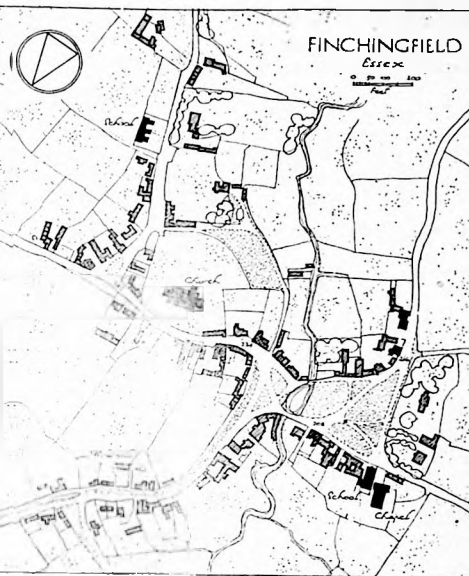 FINCHINGFIELD
Essex
0 50 100 200
Feet
School
Church
School
Chapel